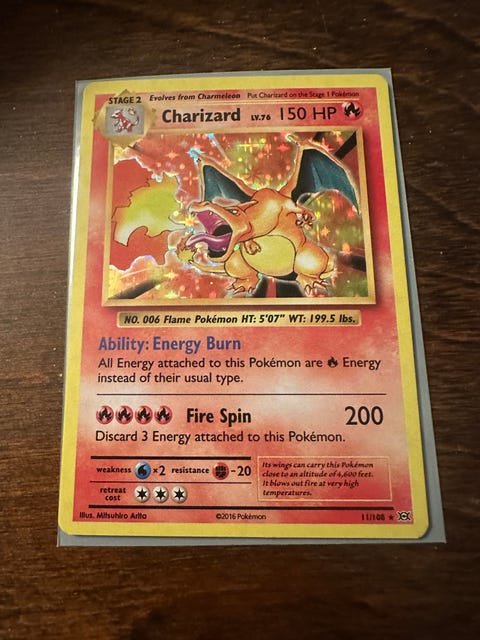 STAGE 2 Evolves from Charmeleon Put Charizard on the Stage 1 Pokémon
Charizard LV.76 150 HP
NO. 006 Flame Pokémon HT: 5'07" WT: 199.5 lbs.
Ability: Energy Burn
All Energy attached to this Pokémon are Energy
instead of their usual type.
Fire Spin 200
Discard 3 Energy attached to this Pokémon.
weakness ×2 resistance -20
retreat
cost
Its wings can carry this Pokémon
close to an altitude of 4,600 feet.
It blows out fire at very high
temperatures.
Illus. Mitsuhiro Arita ©2016 Pokémon 11/108